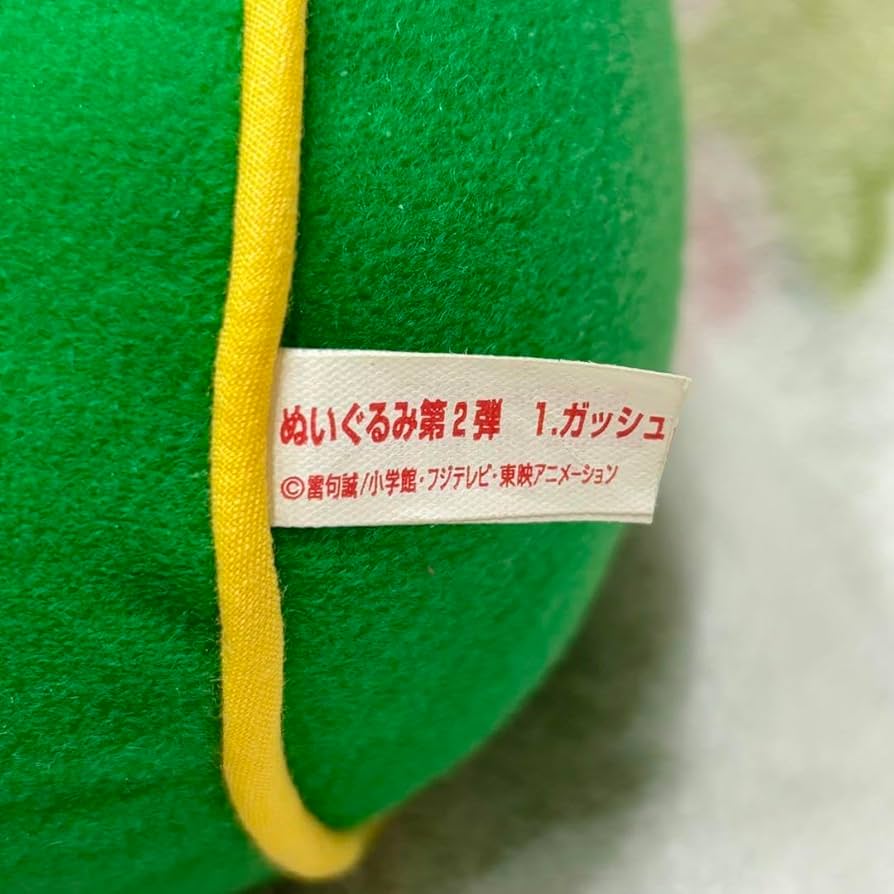 ぬいぐるみ第2弾　1.ガッシュ
©雷句誠/小学館・フジテレビ・東映アニメーション